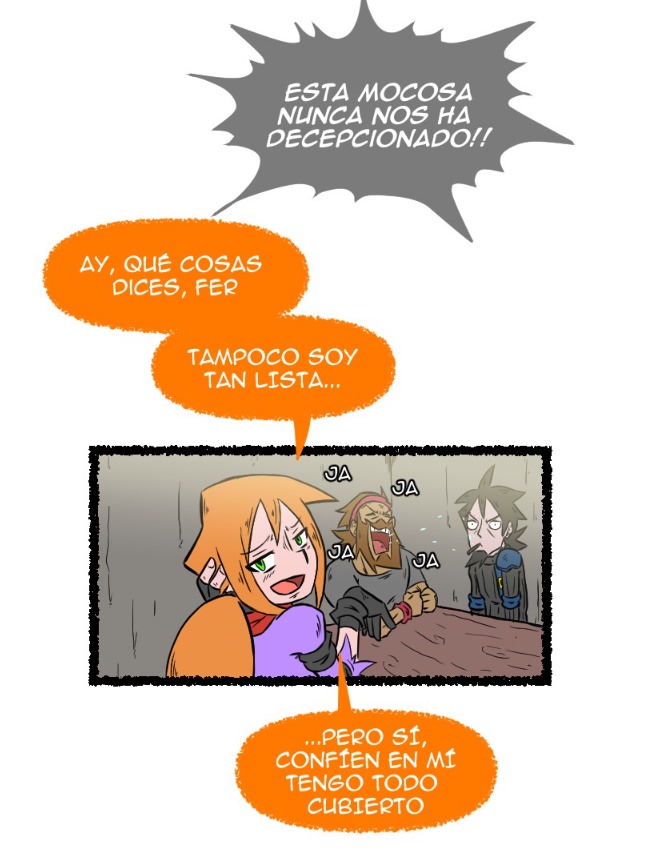 ESTA MOCOSA
NUNCA NOS HA
DECEPCIONADO!!
AY, QUÉ COSAS
DICES, FER
TAMPOCO SOY
TAN LISTA...
JA
JA
JA
JA
...PERO SÍ,
CONFÍEN EN MÍ
TENGO TODO
CUBIERTO